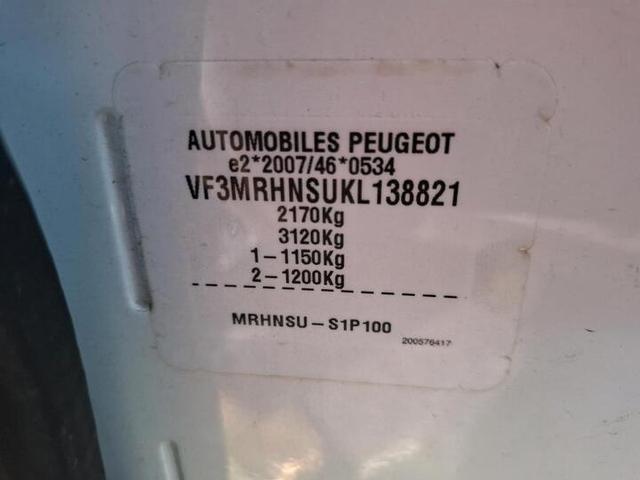 AUTOMOBILES PEUGEOT
e2*2007/46*0534
VF3MRHNSUKL138821
2170Kg
3120Kg
1-1150Kg
2-1200Kg
MRHNSU-S1P100
200576417